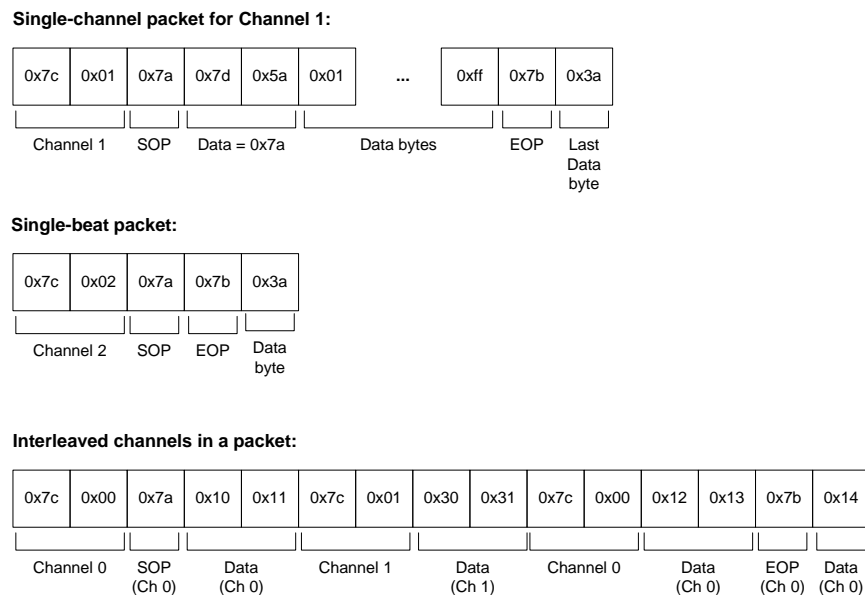 Single-channel packet for Channel 1:
0x7c 0x01 0x7a 0x7d 0x5a 0x01 ... 0xff 0x7b 0x3a
Channel 1 SOP Data = 0x7a Data bytes EOP Last
Data
byte
Single-beat packet:
0x7c 0x02 0x7a 0x7b 0x3a
Channel 2 SOP EOP Data
byte
Interleaved channels in a packet:
0x7c 0x00 0x7a 0x10 0x11 0x7c 0x01 0x30 0x31 0x7c 0x00 0x12 0x13 0x7b 0x14
Channel 0 SOP Data Channel 1 Data Channel 0 Data EOP Data
(Ch 0) (Ch 0) (Ch 1) (Ch 0) (Ch 0) (Ch 0)